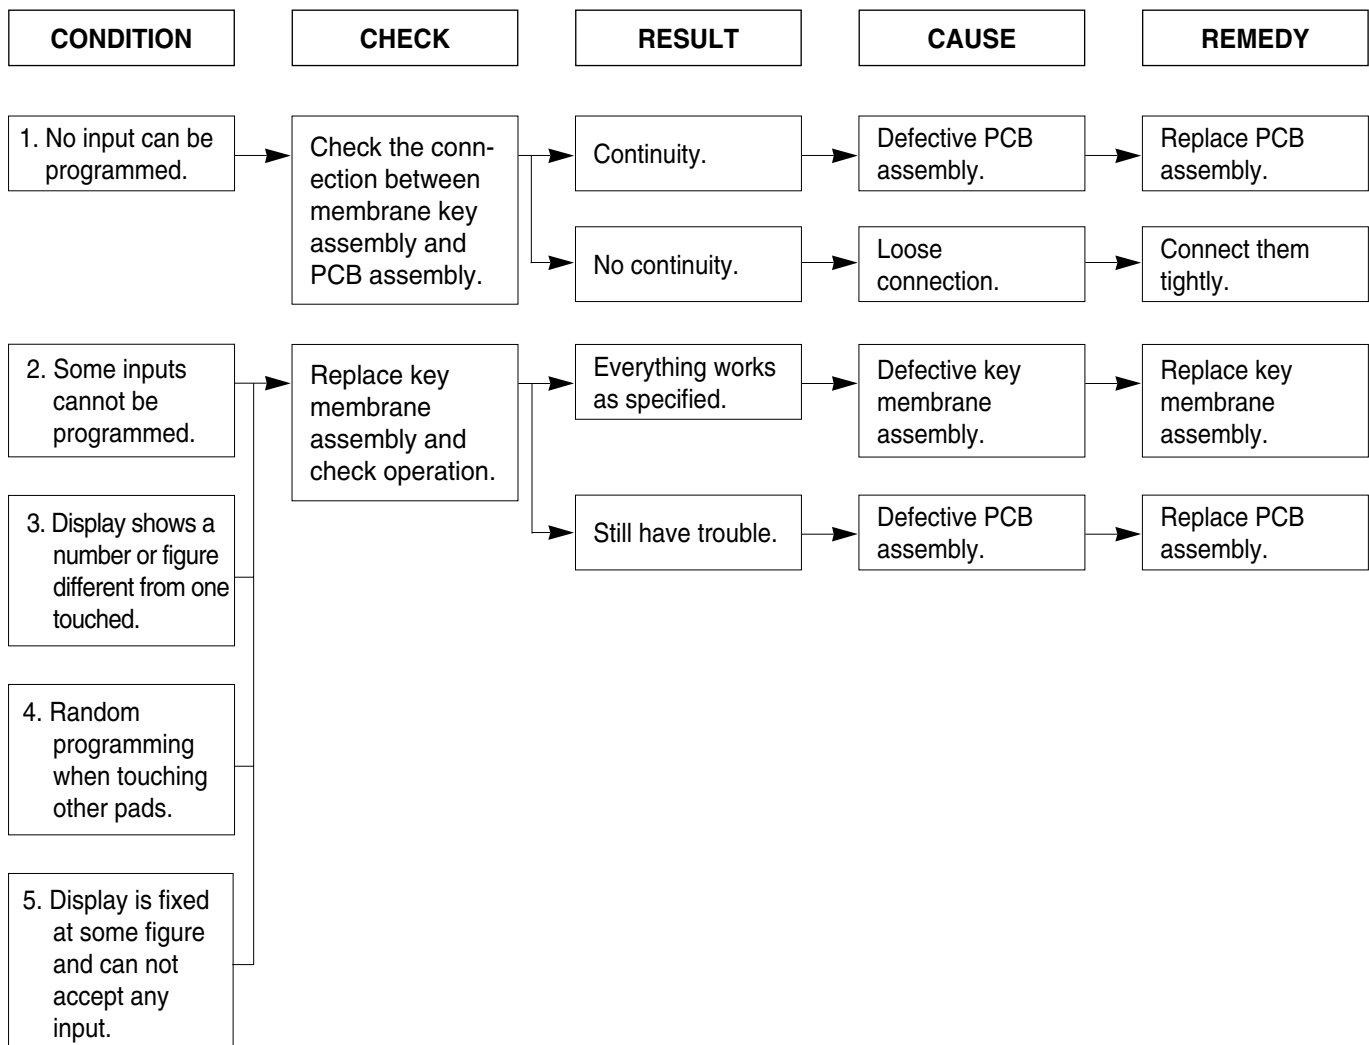 CONDITION
CHECK
RESULT
CAUSE
REMEDY
1. No input can be
programmed.
Check the conn-
ection between
membrane key
assembly and
PCB assembly.
Continuity.
Defective PCB
assembly.
Replace PCB
assembly.
No continuity.
Loose
connection.
Connect them
tightly.
2. Some inputs
cannot be
programmed.
Replace key
membrane
assembly and
check operation.
Everything works
as specified.
Defective key
membrane
assembly.
Replace key
membrane
assembly.
3. Display shows a
number or figure
different from one
touched.
Still have trouble.
Defective PCB
assembly.
Replace PCB
assembly.
4. Random
programming
when touching
other pads.
5. Display is fixed
at some figure
and can not
accept any
input.